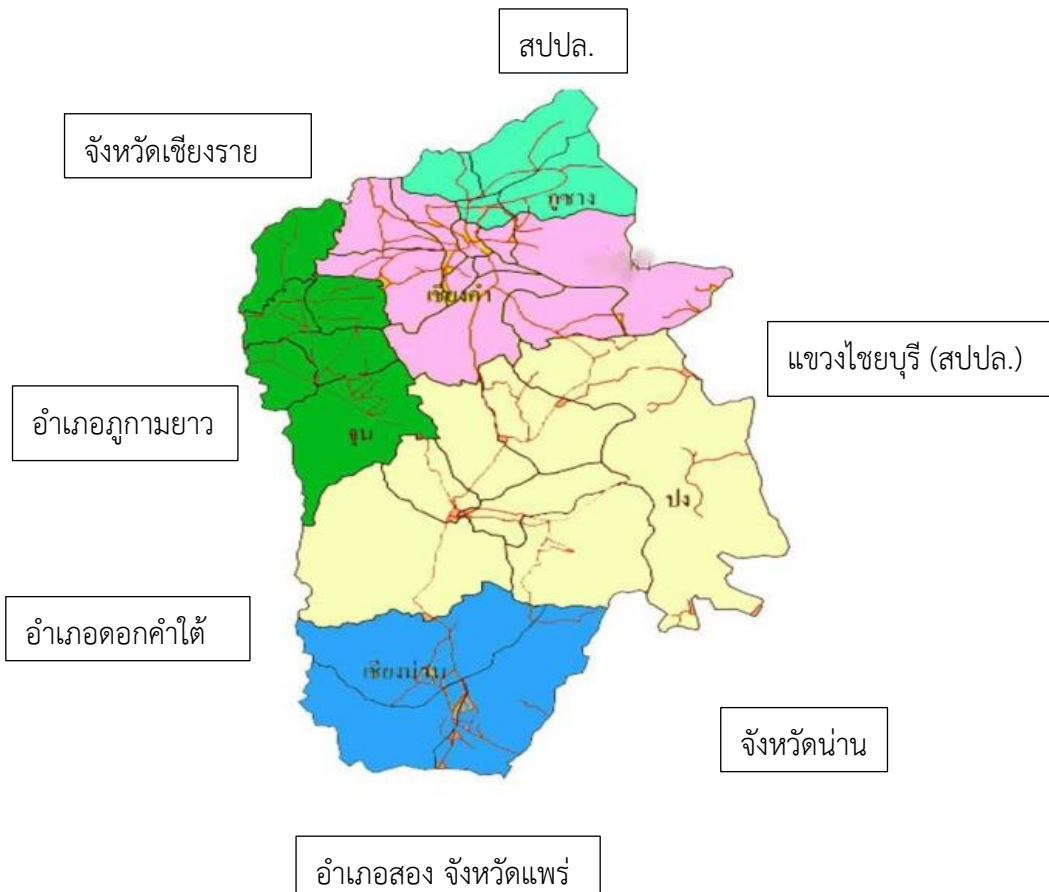 สปปล.
จังหวัดเชียงราย
ภูซาง
เชียงคำ
แขวงไชยบุรี (สปปล.)
อำเภอภูกามยาว
จุน
ปง
อำเภอดอกคำใต้
เชียงม่วน
จังหวัดน่าน
อำเภอสอง จังหวัดแพร่